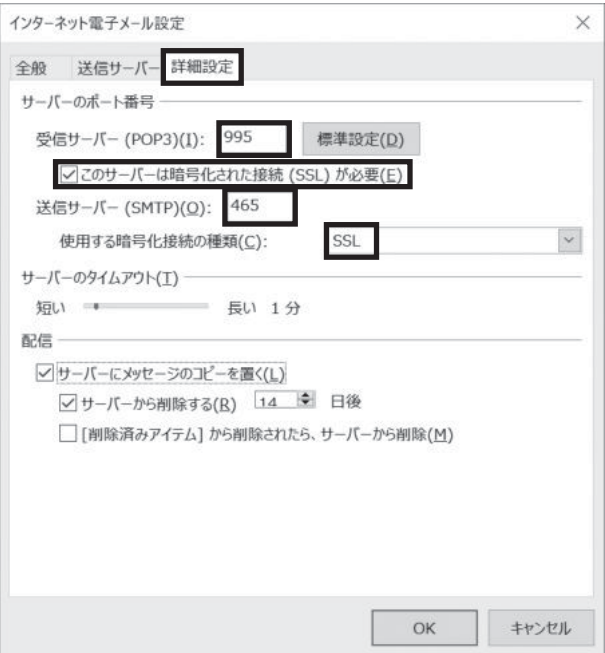 インターネット電子メール設定
全般 送信サーバー 詳細設定
サーバーのポート番号
受信サーバー (POP3)(I): 995 標準設定(D)
このサーバーは暗号化された接続 (SSL) が必要(E)
送信サーバー (SMTP)(O): 465
使用する暗号化接続の種類(C): SSL
サーバーのタイムアウト(T)
短い 長い 1 分
配信
サーバーにメッセージのコピーを置く(L)
サーバーから削除する(R) 14 日後
[削除済みアイテム] から削除されたら、サーバーから削除(M)
OK キャンセル